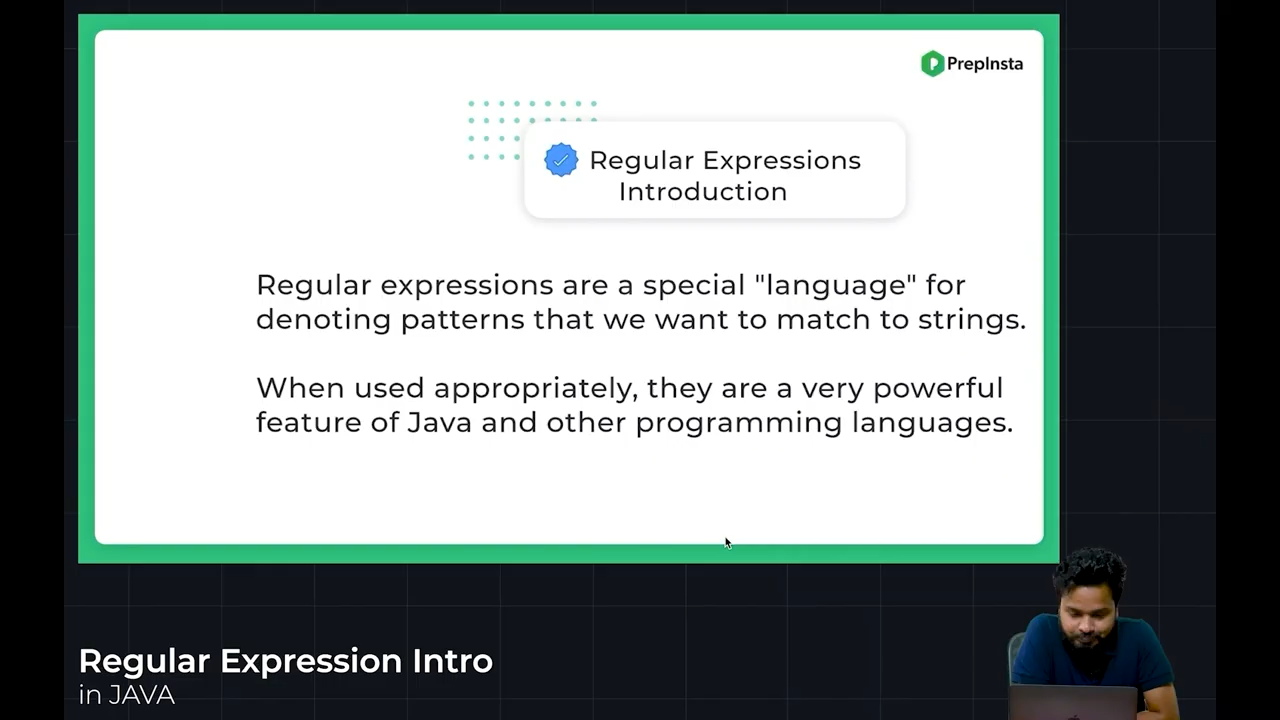 PrepInsta
Regular Expressions
Introduction
Regular expressions are a special "language" for
denoting patterns that we want to match to strings.
When used appropriately, they are a very powerful
feature of Java and other programming languages.
Regular Expression Intro
in JAVA